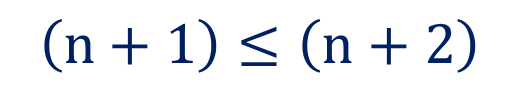 (n + 1) ≤ (n + 2)